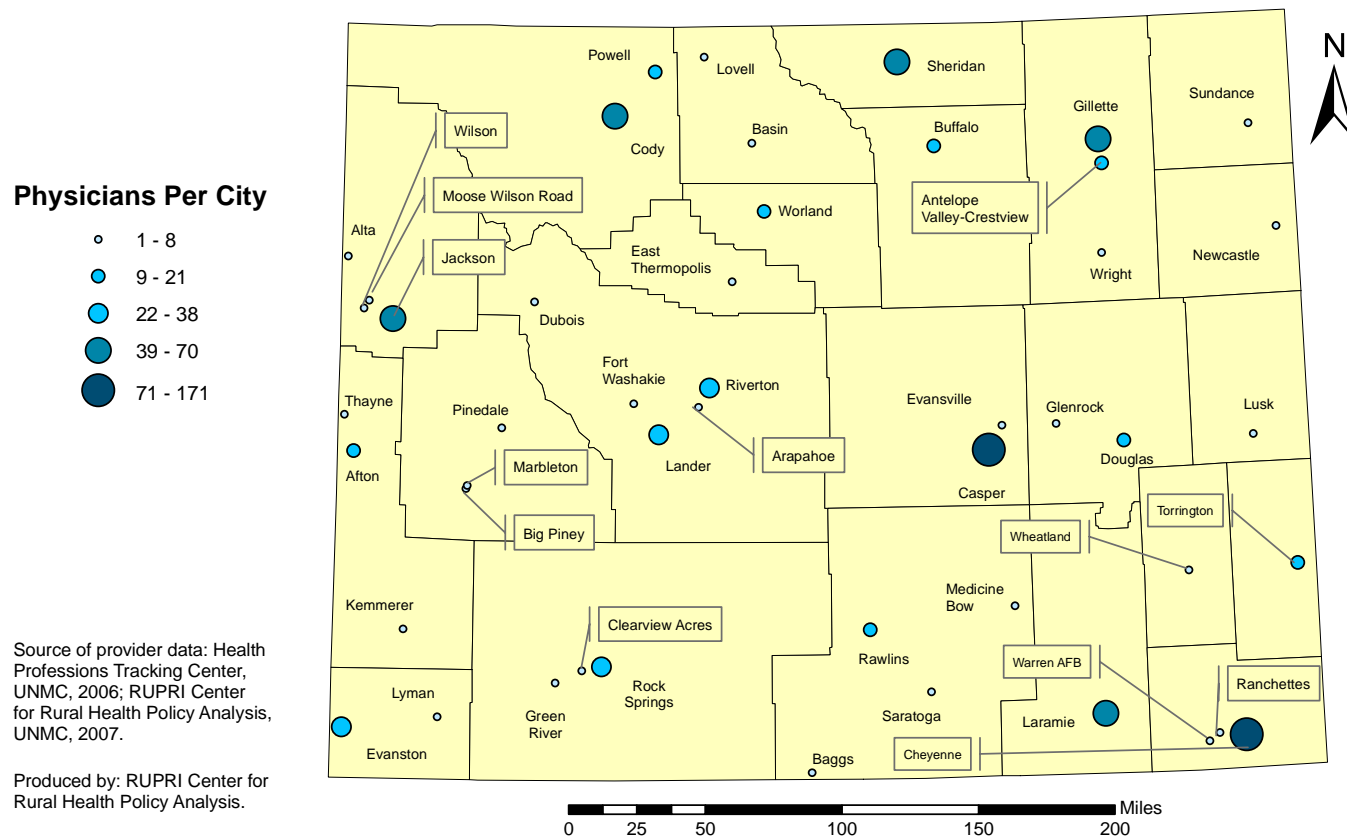 Physicians Per City
1 - 8
9 - 21
22 - 38
39 - 70
71 - 171
Source of provider data: Health
Professions Tracking Center,
UNMC, 2006; RUPRI Center
for Rural Health Policy Analysis,
UNMC, 2007.
Produced by: RUPRI Center for
Rural Health Policy Analysis.
N
Powell
Lovell
Sheridan
Sundance
Gillette
Wilson
Basin
Buffalo
Cody
Moose Wilson Road
Antelope
Valley-Crestview
Worland
Alta
Jackson
East
Thermopolis
Newcastle
Wright
Dubois
Fort
Washakie
Riverton
Thayne
Pinedale
Evansville
Glenrock
Lusk
Arapahoe
Afton
Marbleton
Lander
Douglas
Casper
Big Piney
Torrington
Wheatland
Kemmerer
Medicine
Bow
Clearview Acres
Rawlins
Warren AFB
Ranchettes
Lyman
Rock
Springs
Green
River
Saratoga
Laramie
Evanston
Cheyenne
Baggs
Miles
0
25
50
100
150
200